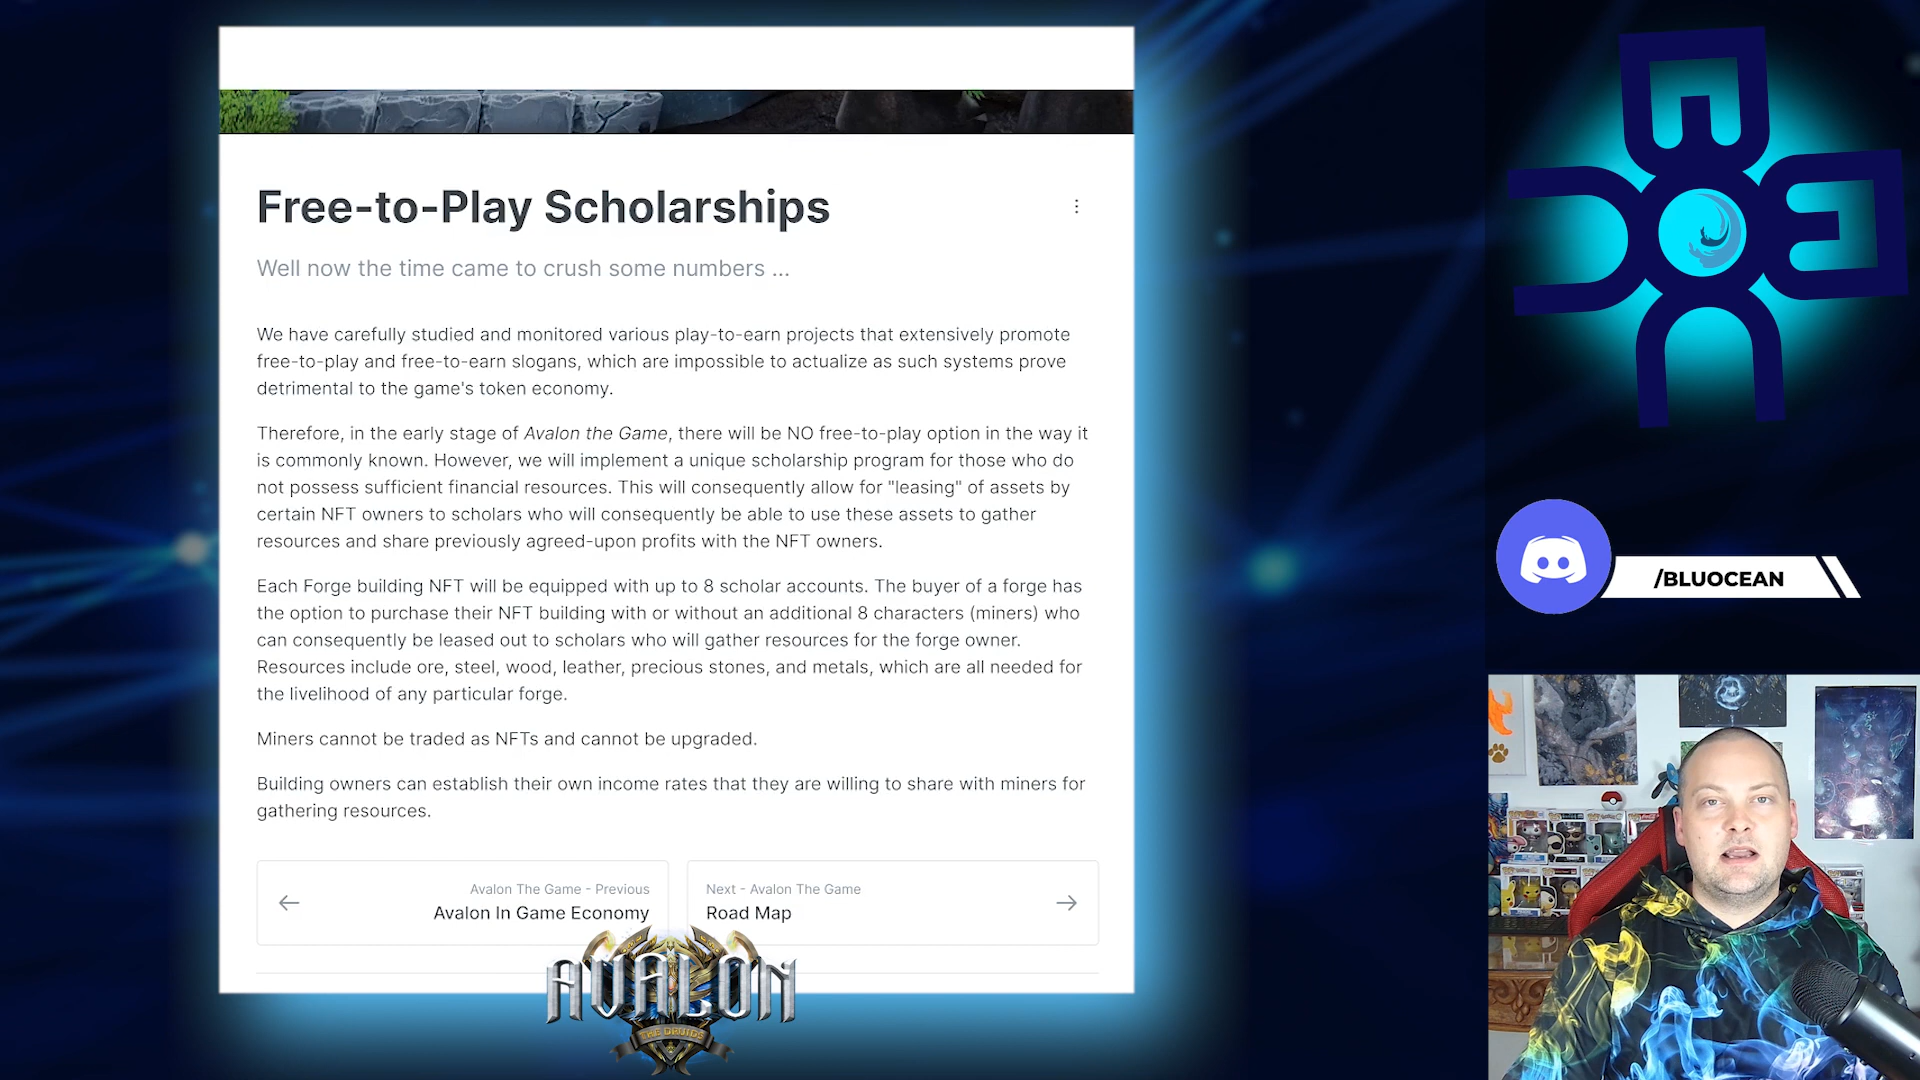 Free-to-Play Scholarships
Well now the time came to crush some numbers ...
We have carefully studied and monitored various play-to-earn projects that extensively promote
free-to-play and free-to-earn slogans, which are impossible to actualize as such systems prove
detrimental to the game's token economy.
Therefore, in the early stage of Avalon the Game, there will be NO free-to-play option in the way it
is commonly known. However, we will implement a unique scholarship program for those who do
not possess sufficient financial resources. This will consequently allow for "leasing" of assets by
certain NFT owners to scholars who will consequently be able to use these assets to gather
resources and share previously agreed-upon profits with the NFT owners.
Each Forge building NFT will be equipped with up to 8 scholar accounts. The buyer of a forge has
the option to purchase their NFT building with or without an additional 8 characters (miners) who
can consequently be leased out to scholars who will gather resources for the forge owner.
Resources include ore, steel, wood, leather, precious stones, and metals, which are all needed for
the livelihood of any particular forge.
Miners cannot be traded as NFTs and cannot be upgraded.
Building owners can establish their own income rates that they are willing to share with miners for
gathering resources.
Avalon The Game - Previous
Avalon In Game Economy
Next - Avalon The Game
Road Map
AVALON
THE DRUIDS
/BLUOCEAN